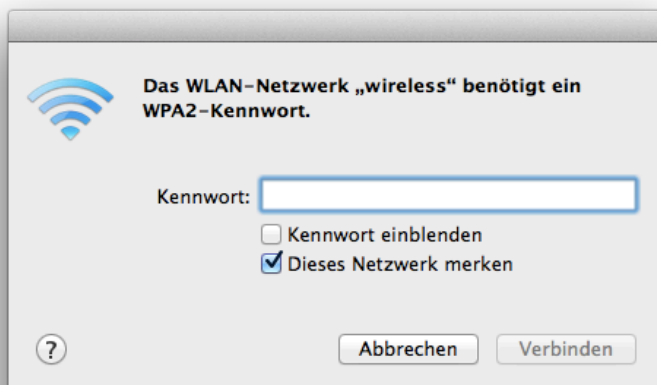 Das WLAN-Netzwerk „wireless“ benötigt ein
WPA2-Kennwort.
Kennwort:
Kennwort einblenden
Dieses Netzwerk merken
?
Abbrechen
Verbinden